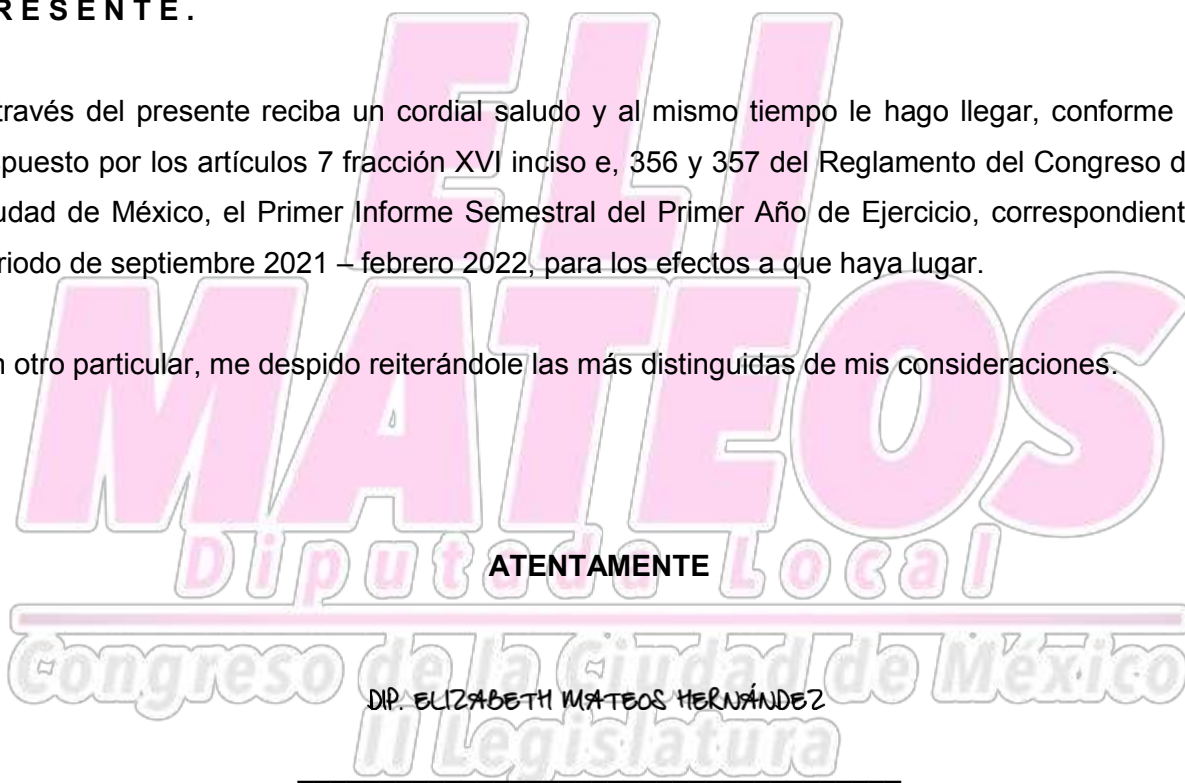 R E S E N T E .
través del presente reciba un cordial saludo y al mismo tiempo le hago llegar, conforme
puesto por los artículos 7 fracción XVI inciso e, 356 y 357 del Reglamento del Congreso d
udad de México, el Primer Informe Semestral del Primer Año de Ejercicio, correspondient
riodo de septiembre 2021 – febrero 2022, para los efectos a que haya lugar.
n otro particular, me despido reiterándole las más distinguidas de mis consideraciones.
ELI
MATEOS
Diputada Local
ATENTAMENTE
Congreso de la Ciudad de México
DIP. ELIZABETH MATEOS HERNÁNDEZ
II Legislatura